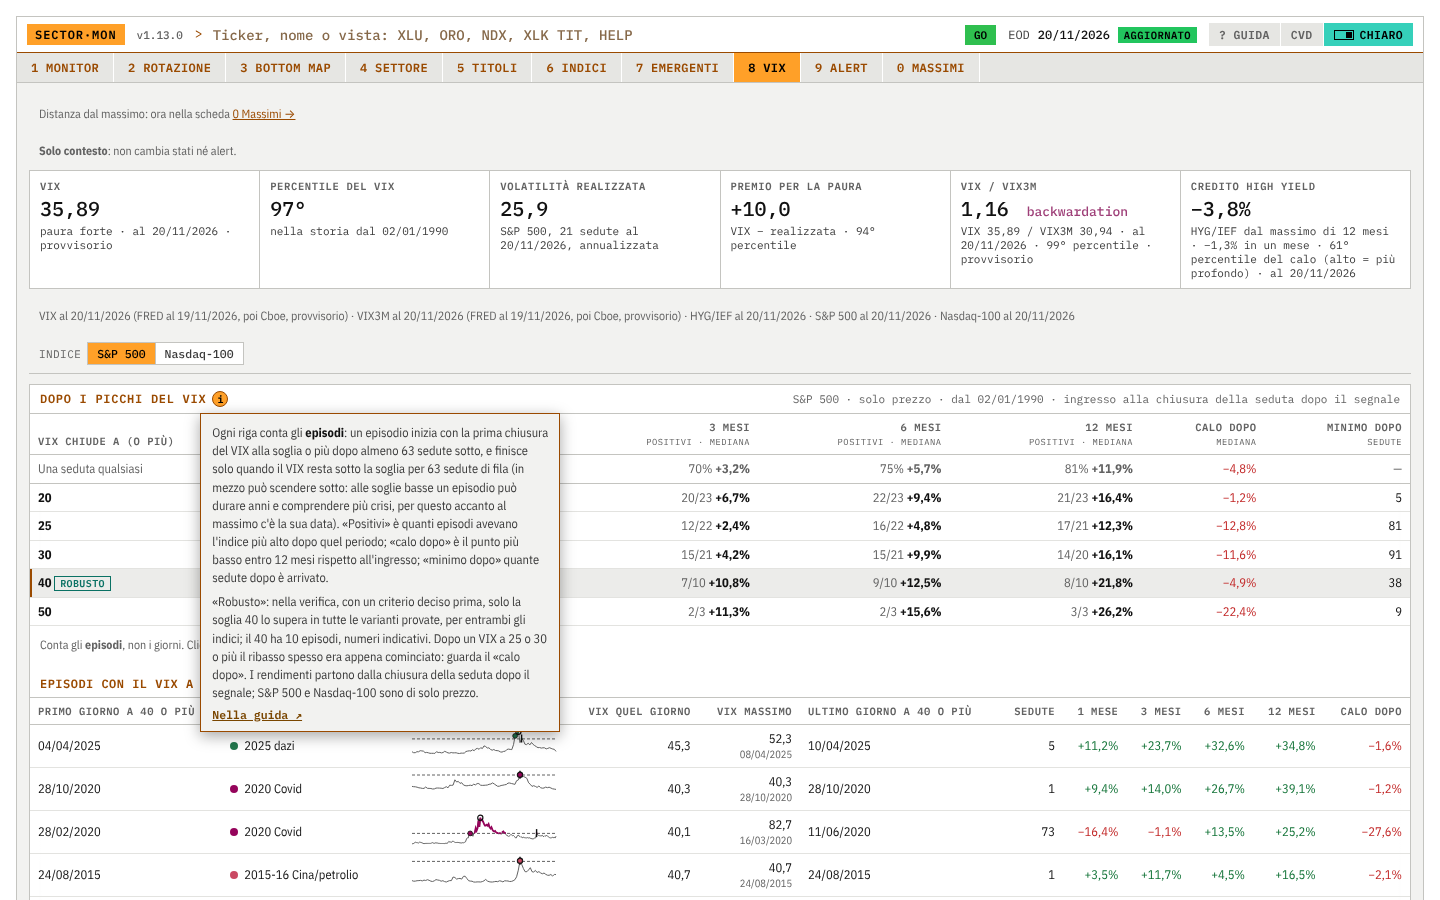 SECTOR·MON v1.13.0 > Ticker, nome o vista: XLU, ORO, NDX, XLK TIT, HELP GO EOD 20/11/2026 AGGIORNATO ? GUIDA CVD CHIARO
1 MONITOR 2 ROTAZIONE 3 BOTTOM MAP 4 SETTORE 5 TITOLI 6 INDICI 7 EMERGENTI 8 VIX 9 ALERT 0 MASSIMI
Distanza dal massimo: ora nella scheda 0 Massimi →
Solo contesto: non cambia stati né alert.
VIX
35,89
paura forte · al 20/11/2026 ·
provvisorio
PERCENTILE DEL VIX
97°
nella storia dal 02/01/1990
VOLATILITÀ REALIZZATA
25,9
S&P 500, 21 sedute al
20/11/2026, annualizzata
PREMIO PER LA PAURA
+10,0
VIX − realizzata · 94°
percentile
VIX / VIX3M
1,16 backwardation
VIX 35,89 / VIX3M 30,94 · al
20/11/2026 · 99° percentile ·
provvisorio
CREDITO HIGH YIELD
−3,8%
HYG/IEF dal massimo di 12 mesi
· −1,3% in un mese · 61°
percentile del calo (alto = più
profondo) · al 20/11/2026
VIX al 20/11/2026 (FRED al 19/11/2026, poi Cboe, provvisorio) · VIX3M al 20/11/2026 (FRED al 19/11/2026, poi Cboe, provvisorio) · HYG/IEF al 20/11/2026 · S&P 500 al 20/11/2026 · Nasdaq-100 al 20/11/2026
INDICE S&P 500 Nasdaq-100
DOPO I PICCHI DEL VIX i S&P 500 · solo prezzo · dal 02/01/1990 · ingresso alla chiusura della seduta dopo il segnale
Ogni riga conta gli episodi: un episodio inizia con la prima chiusura
del VIX alla soglia o più dopo almeno 63 sedute sotto, e finisce
solo quando il VIX resta sotto la soglia per 63 sedute di fila (in
mezzo può scendere sotto: alle soglie basse un episodio può
durare anni e comprendere più crisi, per questo accanto al
massimo c'è la sua data). «Positivi» è quanti episodi avevano
l'indice più alto dopo quel periodo; «calo dopo» è il punto più
basso entro 12 mesi rispetto all'ingresso; «minimo dopo» quante
sedute dopo è arrivato.
«Robusto»: nella verifica, con un criterio deciso prima, solo la
soglia 40 lo supera in tutte le varianti provate, per entrambi gli
indici; il 40 ha 10 episodi, numeri indicativi. Dopo un VIX a 25 o 30
o più il ribasso spesso era appena cominciato: guarda il «calo
dopo». I rendimenti partono dalla chiusura della seduta dopo il
segnale; S&P 500 e Nasdaq-100 sono di solo prezzo.
Nella guida ↗
VIX CHIUDE A (O PIÙ) 3 MESI POSITIVI · MEDIANA 6 MESI POSITIVI · MEDIANA 12 MESI POSITIVI · MEDIANA CALO DOPO MEDIANA MINIMO DOPO SEDUTE
Una seduta qualsiasi 70% +3,2% 75% +5,7% 81% +11,9% −4,8% —
20 20/23 +6,7% 22/23 +9,4% 21/23 +16,4% −1,2% 5
25 12/22 +2,4% 16/22 +4,8% 17/21 +12,3% −12,8% 81
30 15/21 +4,2% 15/21 +9,9% 14/20 +16,1% −11,6% 91
40 ROBUSTO 7/10 +10,8% 9/10 +12,5% 8/10 +21,8% −4,9% 38
50 2/3 +11,3% 2/3 +15,6% 3/3 +26,2% −22,4% 9
Conta gli episodi, non i giorni.
EPISODI CON IL VIX A
PRIMO GIORNO A 40 O PIÙ VIX QUEL GIORNO VIX MASSIMO ULTIMO GIORNO A 40 O PIÙ SEDUTE 1 MESE 3 MESI 6 MESI 12 MESI CALO DOPO
04/04/2025 2025 dazi 45,3 52,3 08/04/2025 10/04/2025 5 +11,2% +23,7% +32,6% +34,8% −1,6%
28/10/2020 2020 Covid 40,3 40,3 28/10/2020 28/10/2020 1 +9,4% +14,0% +26,7% +39,1% −1,2%
28/02/2020 2020 Covid 40,1 82,7 16/03/2020 11/06/2020 73 −16,4% −1,1% +13,5% +25,2% −27,6%
24/08/2015 2015-16 Cina/petrolio 40,7 40,7 24/08/2015 24/08/2015 1 +3,5% +11,7% +4,5% +16,5% −2,1%